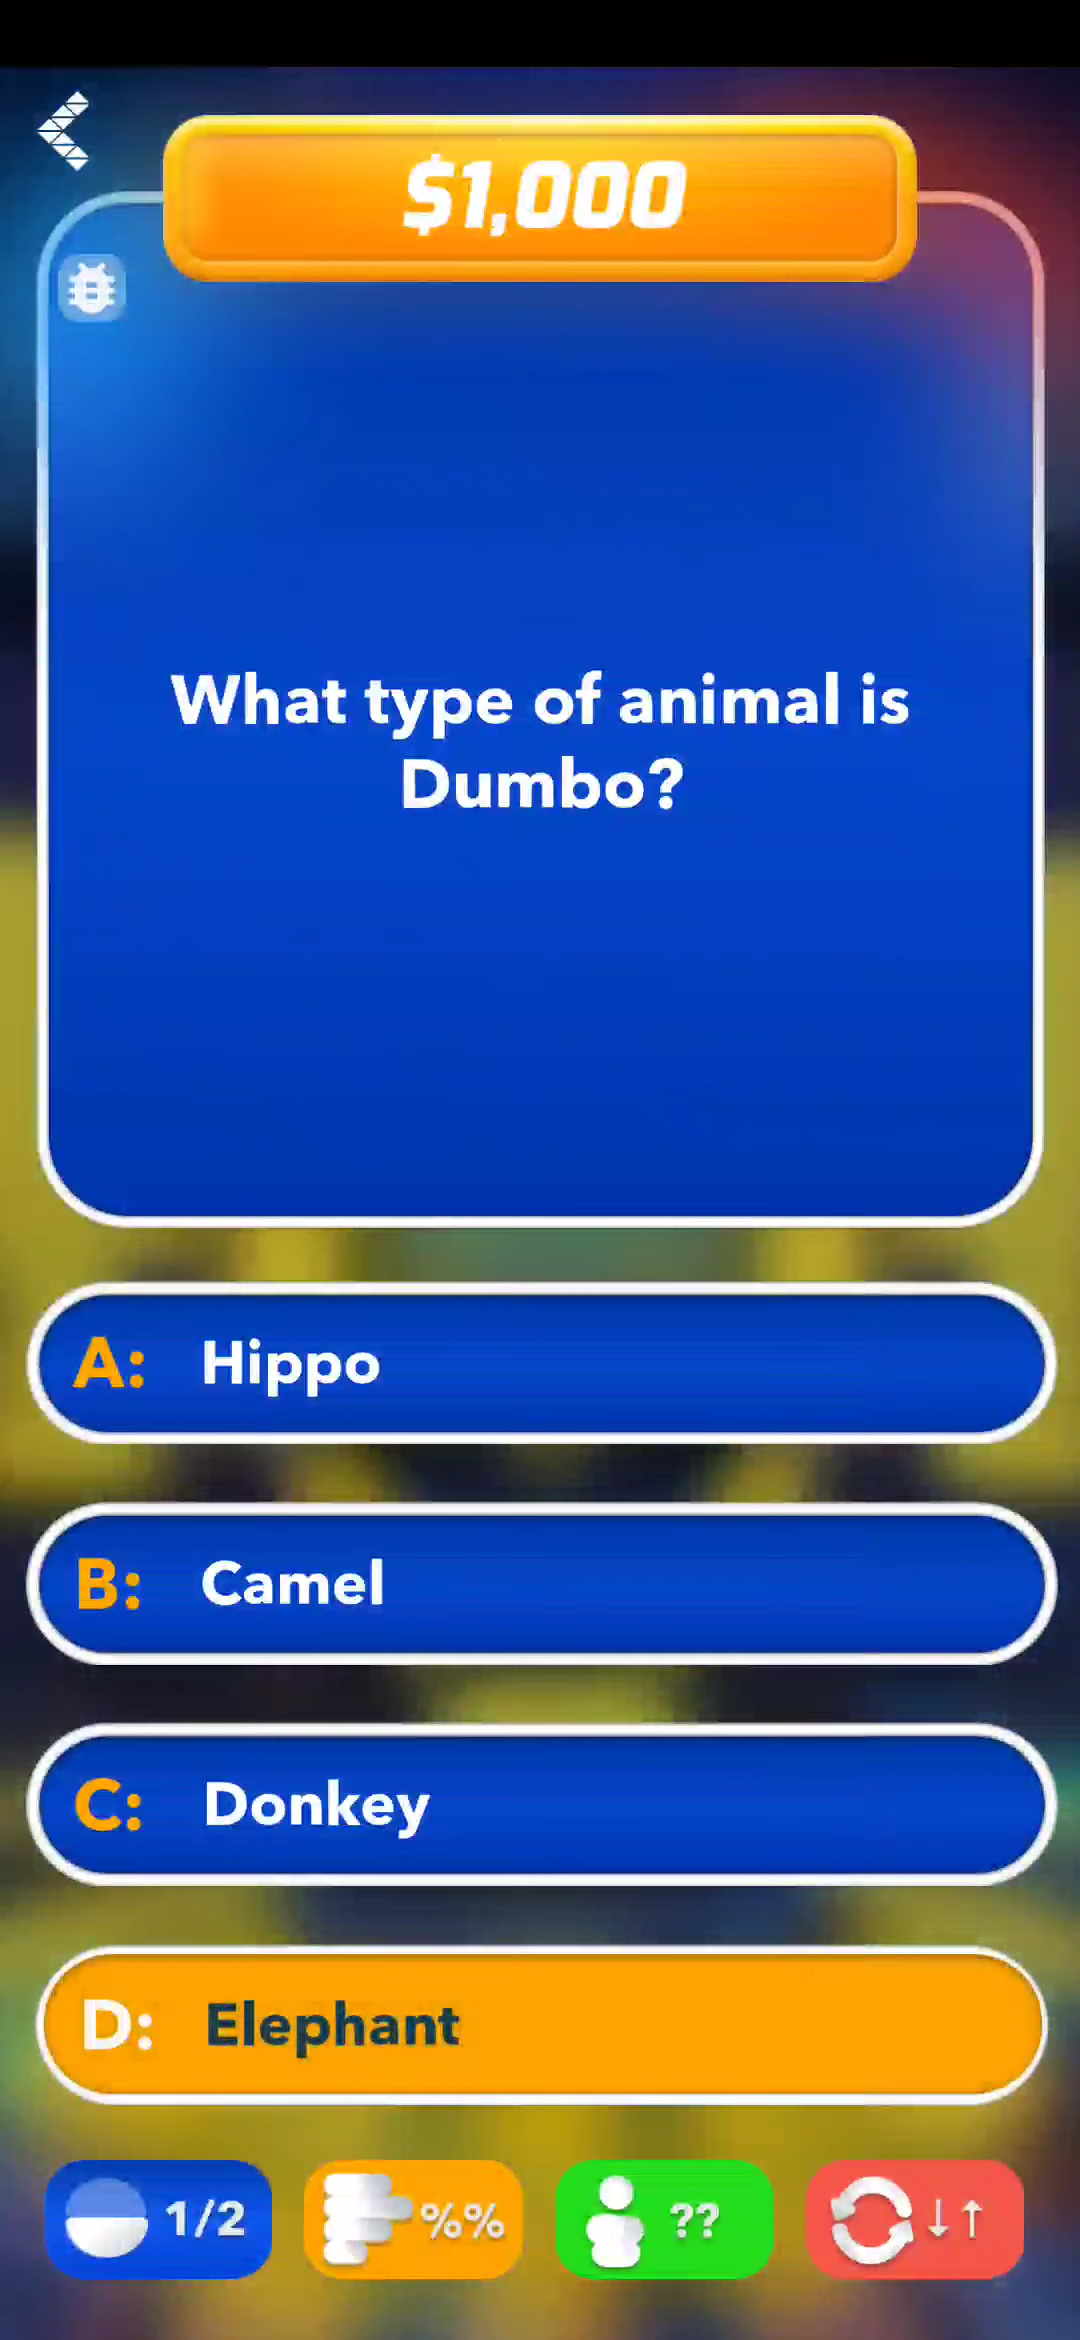 $1,000
What type of animal is
Dumbo?
A: Hippo
B: Camel
C: Donkey
D: Elephant
1/2 %% ?? ↓↑